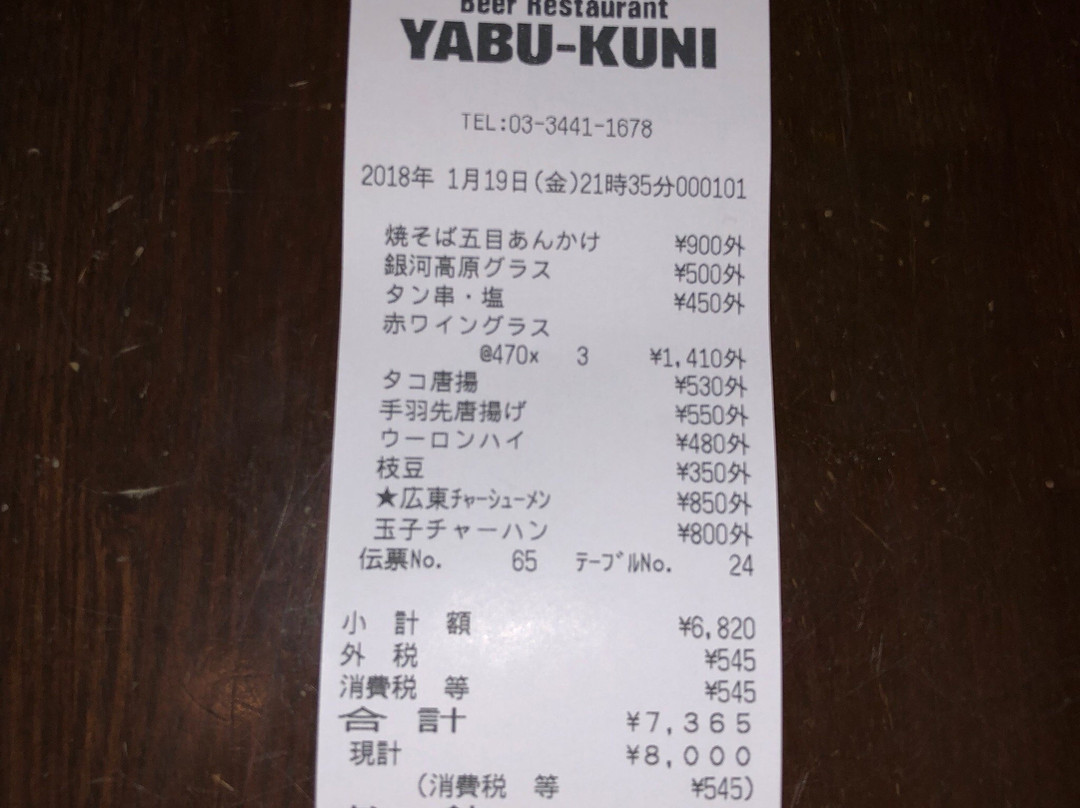 Beer Restaurant
YABU-KUNI
TEL:03-3441-1678
2018年 1月19日(金)21時35分000101
焼そば五目あんかけ ¥900外
銀河高原グラス ¥500外
タン串・塩 ¥450外
赤ワイングラス
@470× 3 ¥1,410外
タコ唐揚 ¥530外
手羽先唐揚げ ¥550外
ウーロンハイ ¥480外
枝豆 ¥350外
★広東ﾁｬｰｼｭｰﾒﾝ ¥850外
玉子チャーハン ¥800外
伝票No. 65 ﾃｰﾌﾞﾙNo. 24
小 計 額 ¥6,820
外 税 ¥545
消費税 等 ¥545
合 計 ¥7,365
現計 ¥8,000
(消費税 等 ¥545)